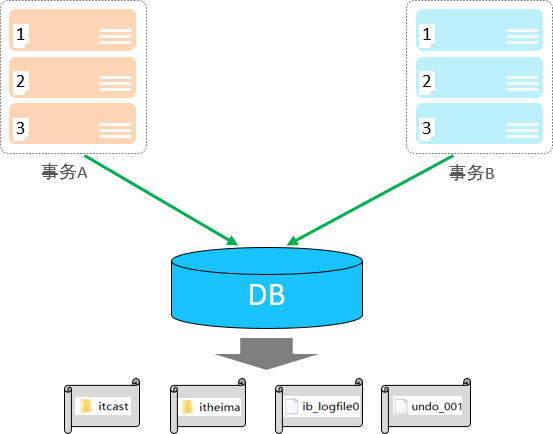 1
2
3
事务A
1
2
3
事务B
DB
itcast
itheima
ib_logfile0
undo_001